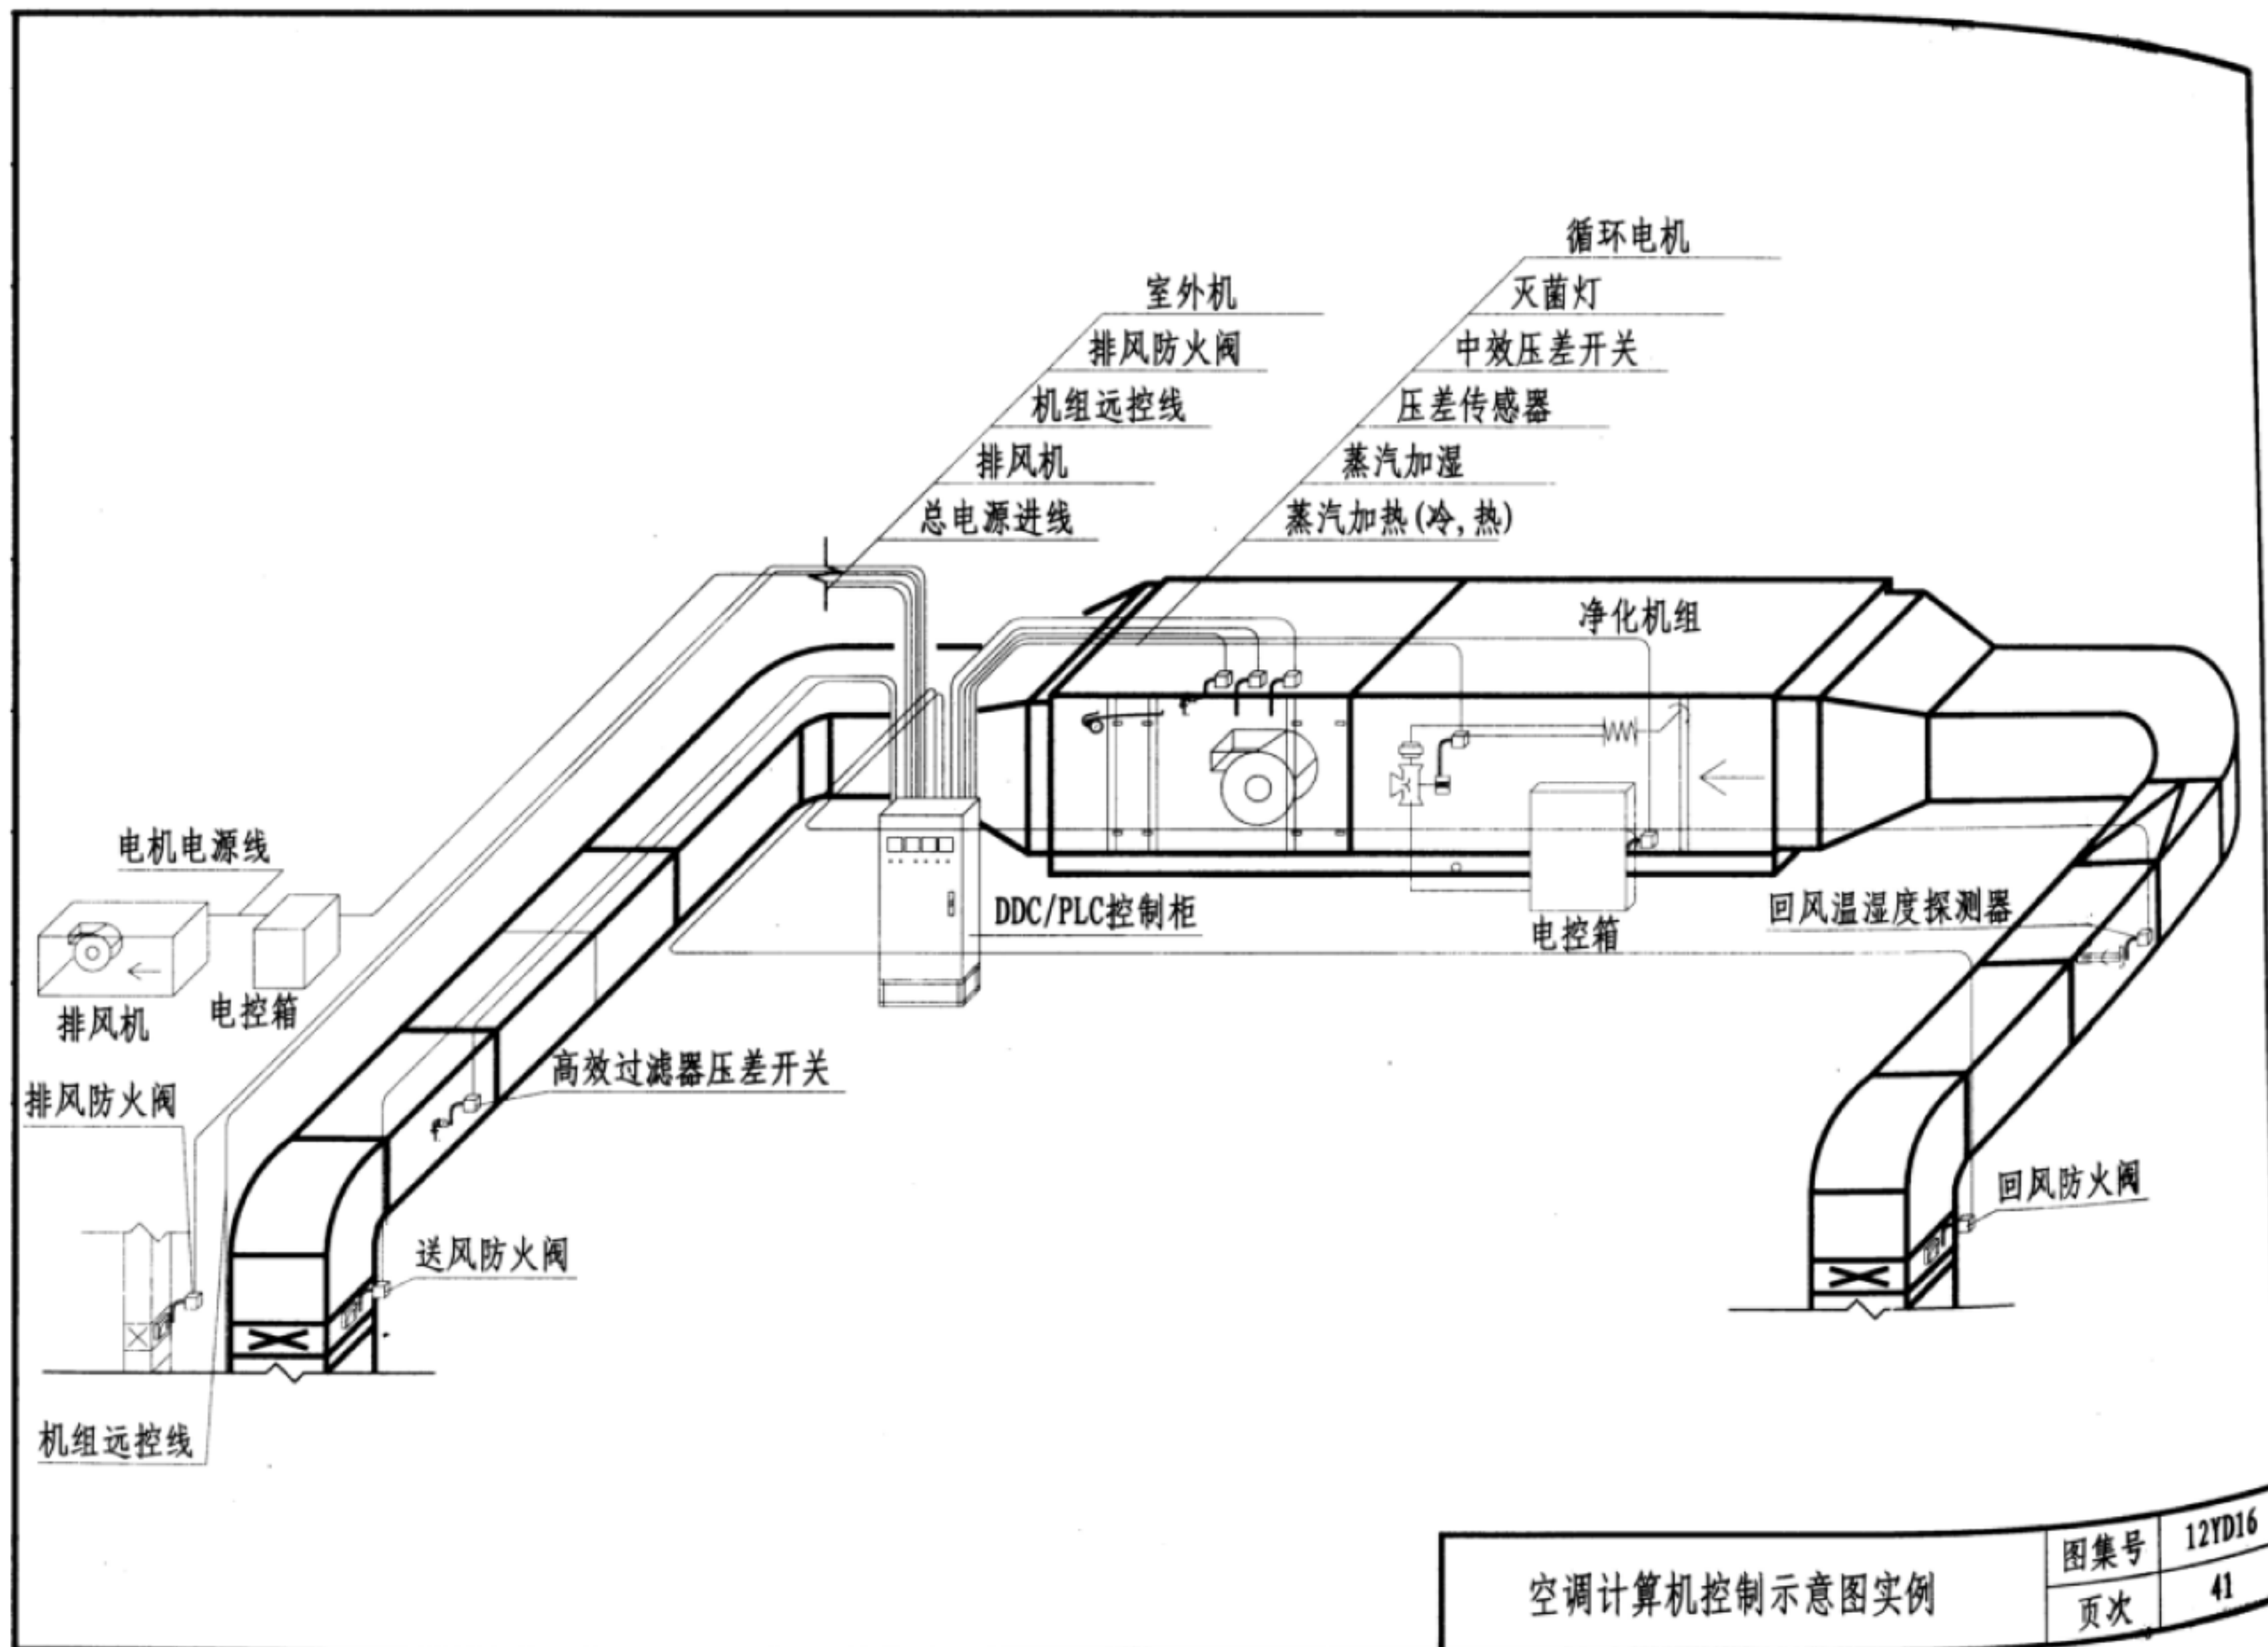 循环电机
室外机
灭菌灯
排风防火阀
中效压差开关
机组远控线
压差传感器
排风机
蒸汽加湿
总电源进线
蒸汽加热(冷,热)
净化机组
电机电源线
DDC/PLC控制柜
回风温湿度探测器
电控箱
排风机
电控箱
高效过滤器压差开关
排风防火阀
回风防火阀
送风防火阀
机组远控线
空调计算机控制示意图实例
图集号
12YD16
页次
41